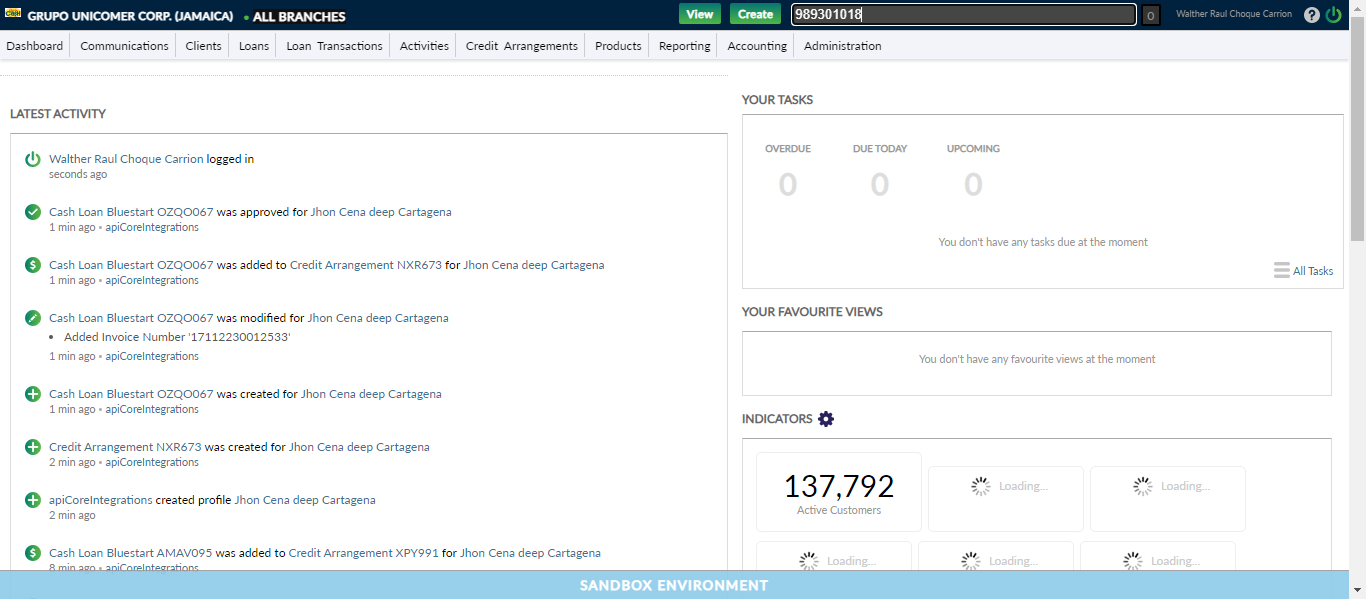 GRUPO UNICOMER CORP. (JAMAICA) • ALL BRANCHES View Create 989301018 0 Walther Raul Choque Carrion ?
Dashboard Communications Clients Loans Loan Transactions Activities Credit Arrangements Products Reporting Accounting Administration
LATEST ACTIVITY
Walther Raul Choque Carrion logged in
seconds ago
Cash Loan Bluestart OZQO067 was approved for Jhon Cena deep Cartagena
1 min ago • apiCoreIntegrations
Cash Loan Bluestart OZQO067 was added to Credit Arrangement NXR673 for Jhon Cena deep Cartagena
1 min ago • apiCoreIntegrations
Cash Loan Bluestart OZQO067 was modified for Jhon Cena deep Cartagena
• Added Invoice Number '17112230012533'
1 min ago • apiCoreIntegrations
Cash Loan Bluestart OZQO067 was created for Jhon Cena deep Cartagena
1 min ago • apiCoreIntegrations
Credit Arrangement NXR673 was created for Jhon Cena deep Cartagena
2 min ago • apiCoreIntegrations
apiCoreIntegrations created profile Jhon Cena deep Cartagena
2 min ago
Cash Loan Bluestart AMAV095 was added to Credit Arrangement XPY991 for Jhon Cena deep Cartagena
8 min ago • apiCoreIntegrations
YOUR TASKS
OVERDUE DUE TODAY UPCOMING
0 0 0
You don't have any tasks due at the moment
All Tasks
YOUR FAVOURITE VIEWS
You don't have any favourite views at the moment
INDICATORS
137,792
Active Customers
Loading... Loading...
Loading... Loading... Loading...
SANDBOX ENVIRONMENT